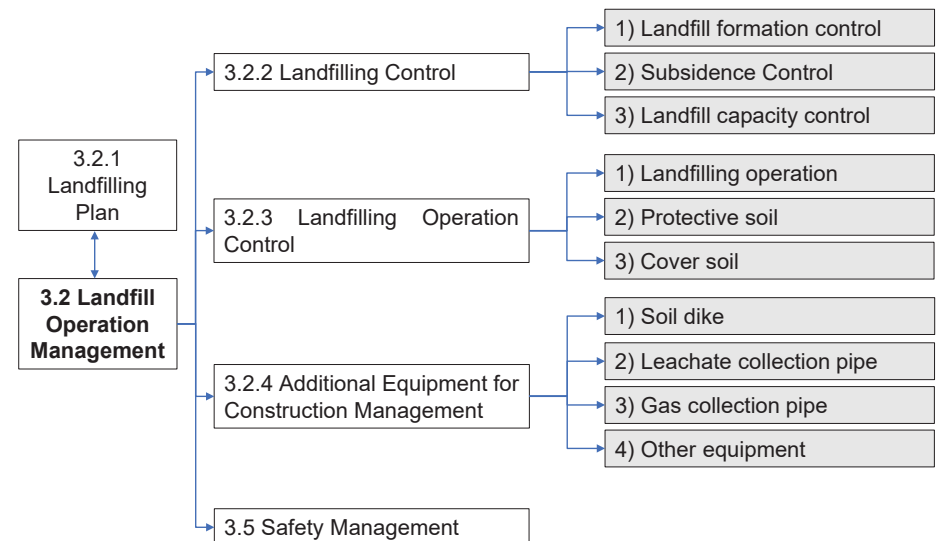 3.2.1
Landfilling
Plan
3.2 Landfill
Operation
Management
3.2.2 Landfilling Control
1) Landfill formation control
2) Subsidence Control
3) Landfill capacity control
3.2.3 Landfilling Operation
Control
1) Landfilling operation
2) Protective soil
3) Cover soil
3.2.4 Additional Equipment for
Construction Management
1) Soil dike
2) Leachate collection pipe
3) Gas collection pipe
4) Other equipment
3.5 Safety Management